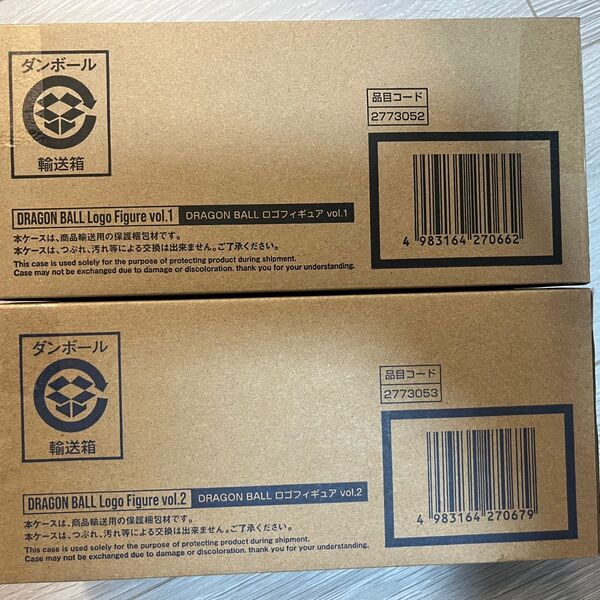 ダンボール
輸送箱
品目コード
2773052
DRAGON BALL Logo Figure vol.1 DRAGON BALL ロゴフィギュア vol.1
本ケースは、商品輸送用の保護梱包材です。
本ケースは、つぶれ、汚れ等による交換は出来ません。ご了承ください。
This case is used solely for the purpose of protecting product during shipment.
Case may not be exchanged due to damage or discoloration. thank you for your understanding.
4 983164 270662
ダンボール
輸送箱
品目コード
2773053
DRAGON BALL Logo Figure vol.2 DRAGON BALL ロゴフィギュア vol.2
本ケースは、商品輸送用の保護梱包材です。
本ケースは、つぶれ、汚れ等による交換は出来ません。ご了承ください。
This case is used solely for the purpose of protecting product during shipment.
Case may not be exchanged due to damage or discoloration. thank you for your understanding.
4 983164 270679